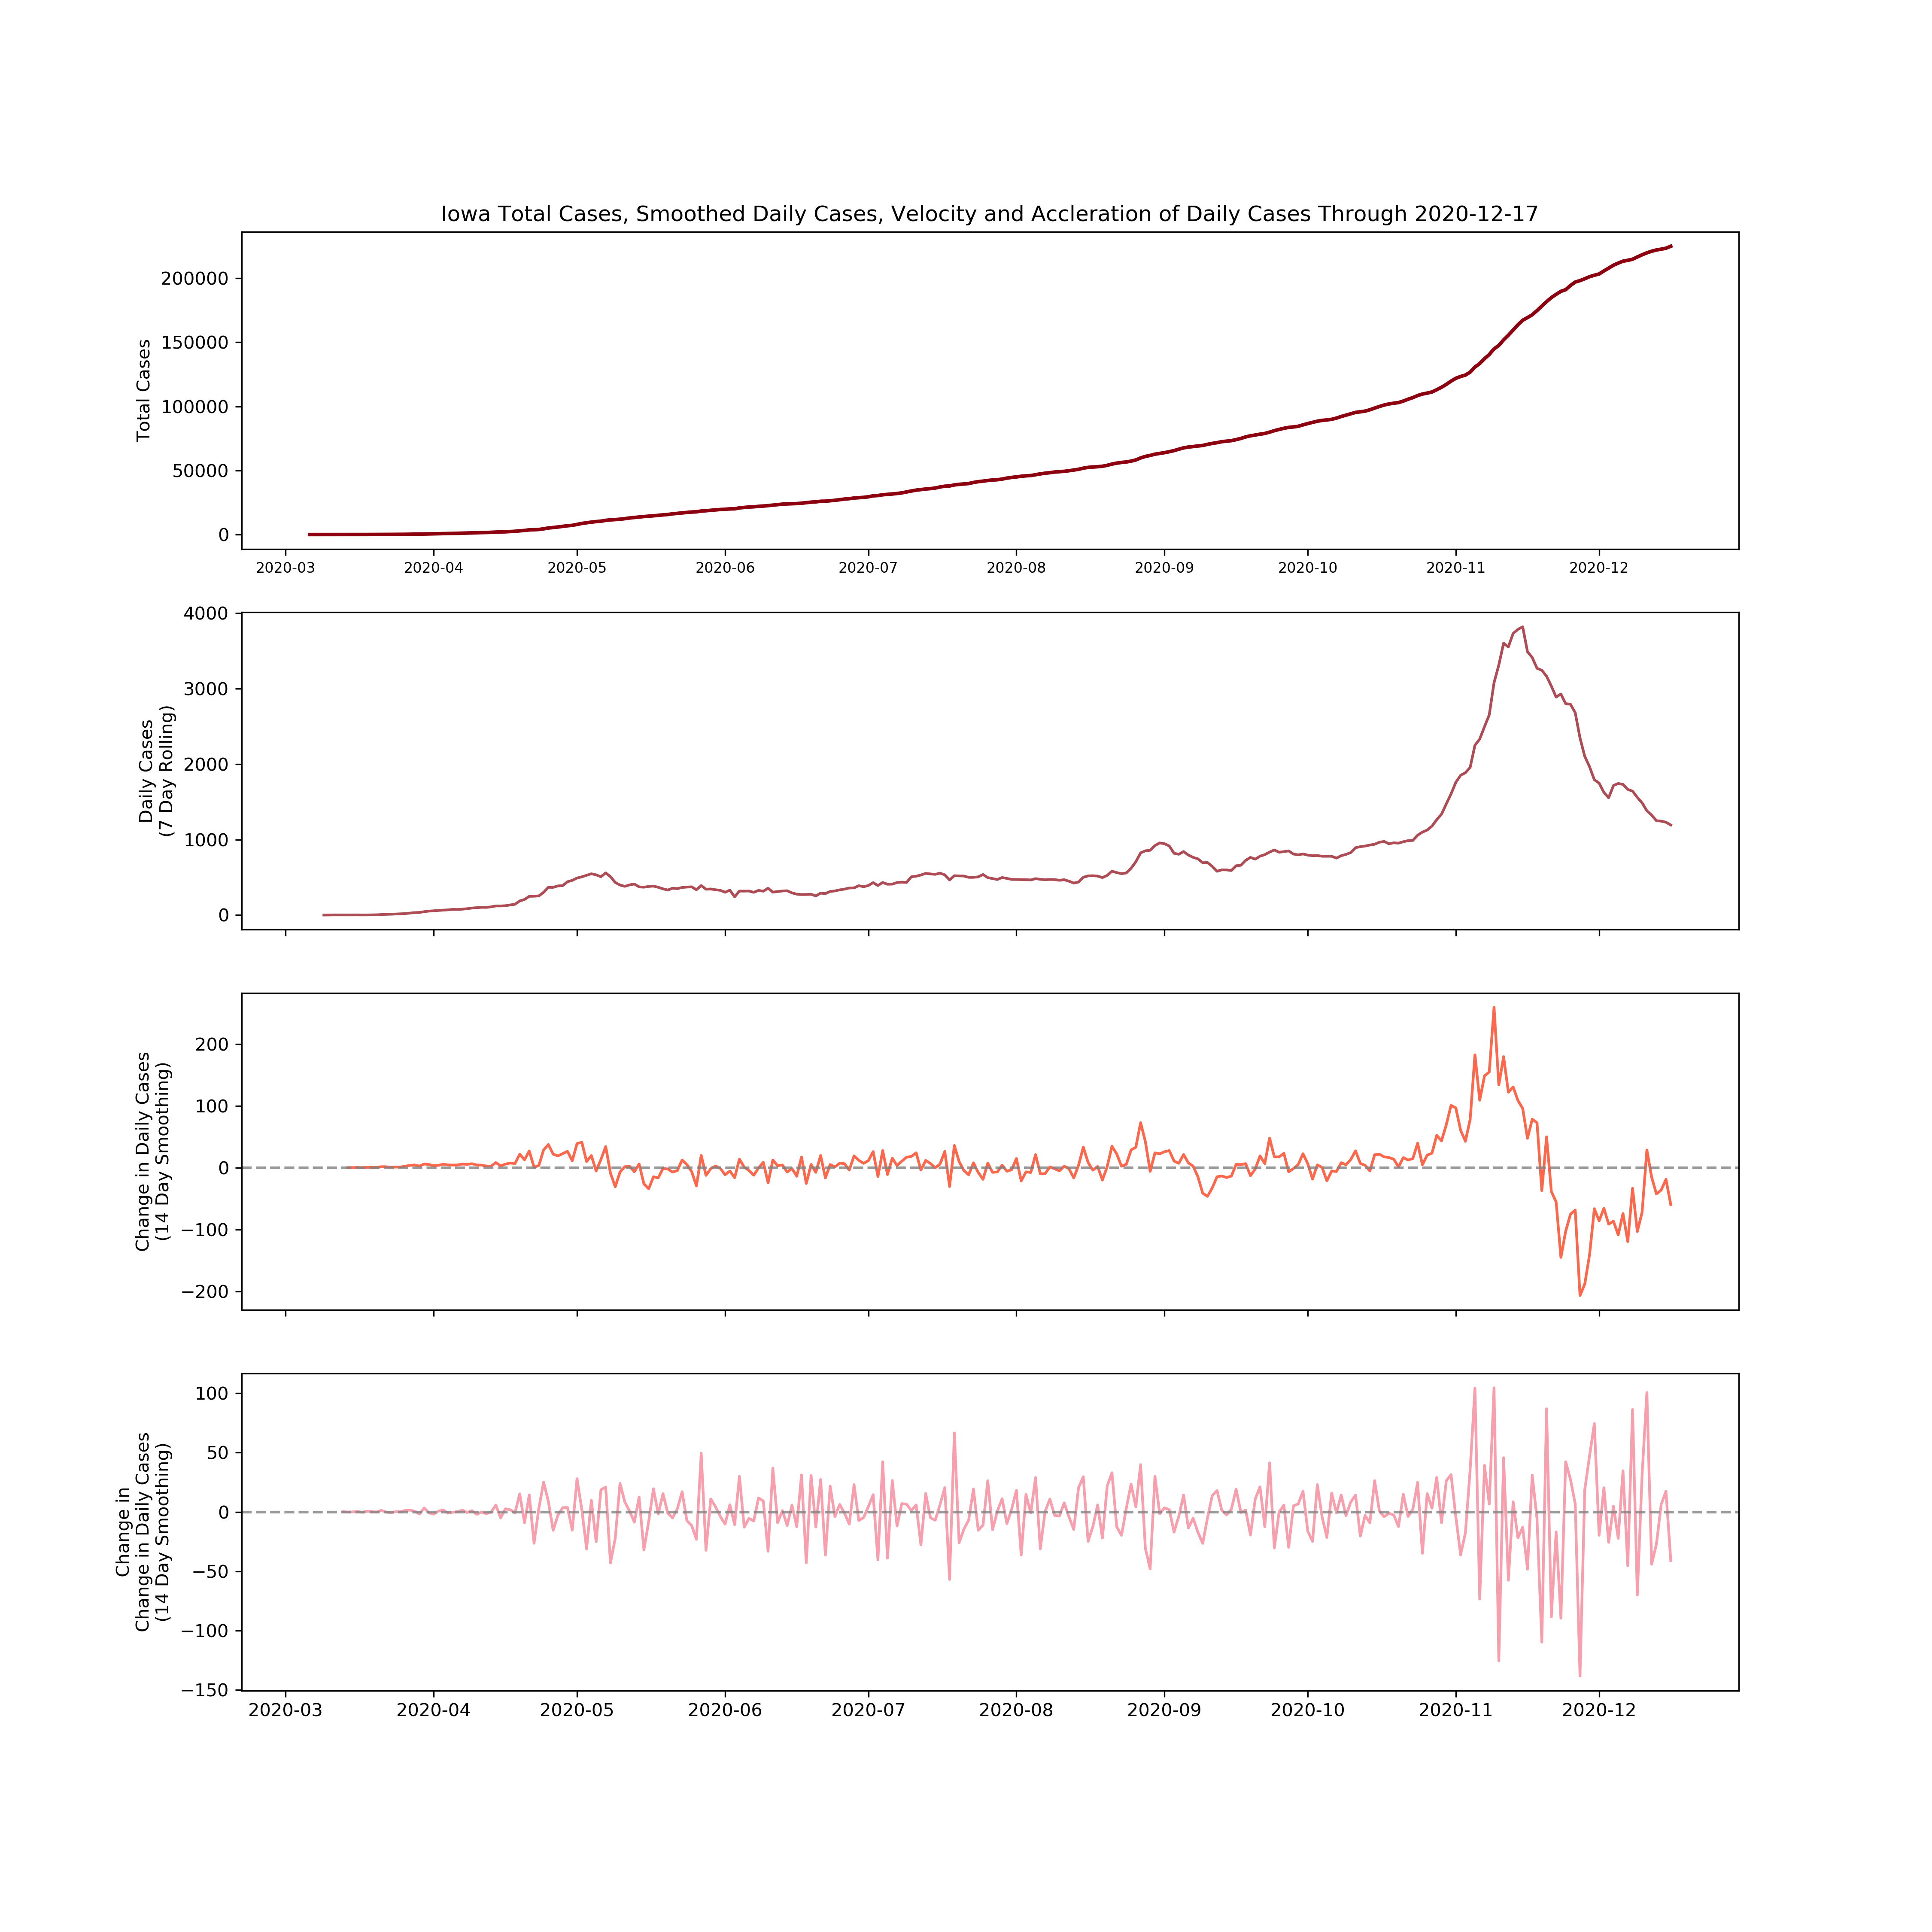 Iowa Total Cases, Smoothed Daily Cases, Velocity and Accleration of Daily Cases Through 2020-12-17
Total Cases
200000
150000
100000
50000
0
2020-03 2020-04 2020-05 2020-06 2020-07 2020-08 2020-09 2020-10 2020-11 2020-12
Daily Cases
(7 Day Rolling)
4000
3000
2000
1000
0
Change in Daily Cases
(14 Day Smoothing)
200
100
0
−100
−200
Change in
Change in Daily Cases
(14 Day Smoothing)
100
50
0
−50
−100
−150
2020-03 2020-04 2020-05 2020-06 2020-07 2020-08 2020-09 2020-10 2020-11 2020-12